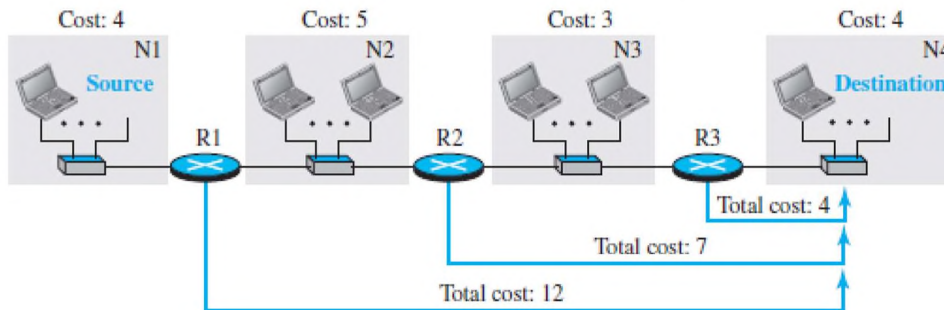 Cost: 4
Cost: 5
Cost: 3
Cost: 4
N1
N2
N3
N4
Source
Destination
R1
R2
R3
Total cost: 4
Total cost: 7
Total cost: 12